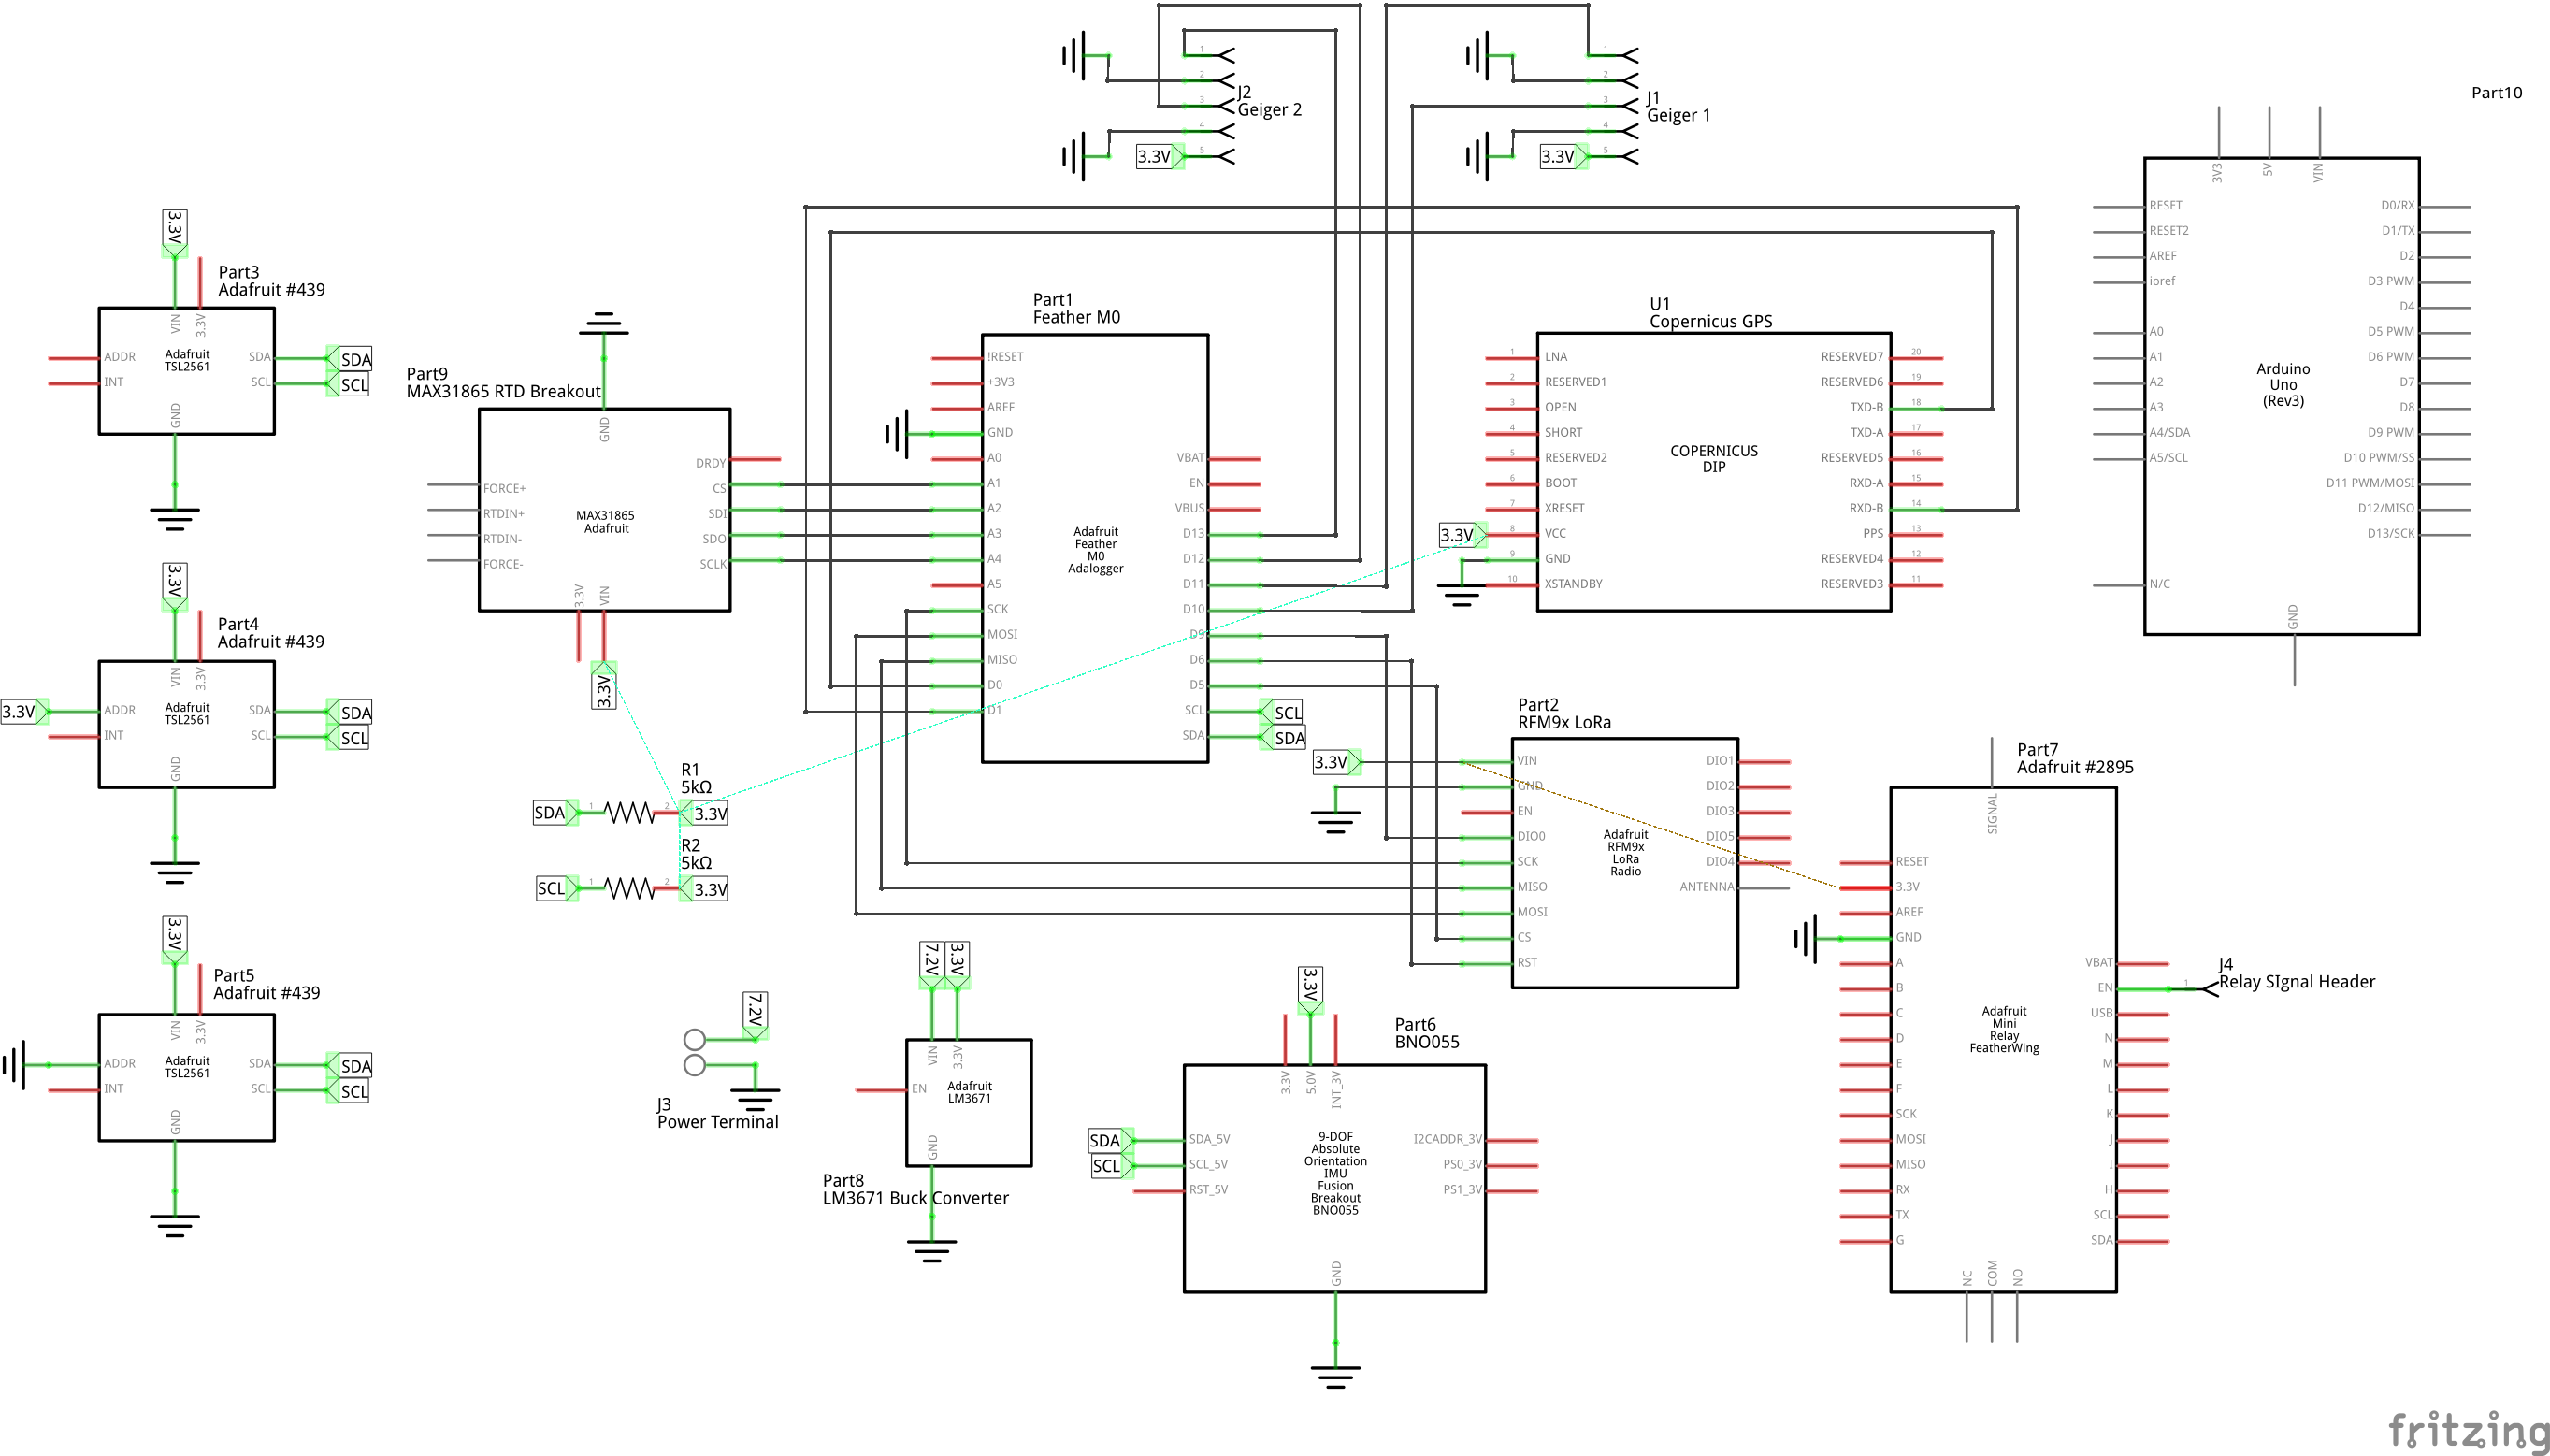 1
2
3
4
5
J2
Geiger 2
3.3V
1
2
3
4
5
J1
Geiger 1
3.3V
Part10
3V3
5V
VIN
RESET
RESET2
AREF
ioref
A0
A1
A2
A3
A4/SDA
A5/SCL
N/C
GND
D0/RX
D1/TX
D2
D3 PWM
D4
D5 PWM
D6 PWM
D7
D8
D9 PWM
D10 PWM/SS
D11 PWM/MOSI
D12/MISO
D13/SCK
Arduino
Uno
(Rev3)
3.3V
Part3
Adafruit #439
VIN
3.3V
ADDR
INT
Adafruit
TSL2561
SDA
SCL
GND
SDA
SCL
Part9
MAX31865 RTD Breakout
GND
DRDY
CS
SDI
SDO
SCLK
FORCE+
RTDIN+
RTDIN-
FORCE-
MAX31865
Adafruit
3.3V
VIN
3.3V
Part1
Feather M0
!RESET
+3V3
AREF
GND
A0
A1
A2
A3
A4
A5
SCK
MOSI
MISO
D0
D1
VBAT
EN
VBUS
D13
D12
D11
D10
D9
D6
D5
SCL
SDA
Adafruit
Feather
M0
Adalogger
SCL
SDA
U1
Copernicus GPS
1
LNA
2
RESERVED1
3
OPEN
4
SHORT
5
RESERVED2
6
BOOT
7
XRESET
8
VCC
9
GND
10
XSTANDBY
COPERNICUS
DIP
RESERVED7
20
RESERVED6
19
TXD-B
18
TXD-A
17
RESERVED5
16
RXD-A
15
RXD-B
14
PPS
13
RESERVED4
12
RESERVED3
11
3.3V
3.3V
Part4
Adafruit #439
VIN
3.3V
3.3V
ADDR
INT
Adafruit
TSL2561
SDA
SCL
GND
SDA
SCL
R1
5kΩ
SDA
1
2
3.3V
R2
5kΩ
SCL
1
2
3.3V
Part2
RFM9x LoRa
3.3V
VIN
GND
EN
DIO0
SCK
MISO
MOSI
CS
RST
Adafruit
RFM9x
LoRa
Radio
DIO1
DIO2
DIO3
DIO5
DIO4
ANTENNA
Part7
Adafruit #2895
SIGNAL
RESET
3.3V
AREF
GND
A
B
C
D
E
F
SCK
MOSI
MISO
RX
TX
G
Adafruit
Mini
Relay
FeatherWing
VBAT
EN
USB
N
M
L
K
J
I
H
SCL
SDA
NC
COM
NO
1
J4
Relay SIgnal Header
3.3V
Part5
Adafruit #439
VIN
3.3V
ADDR
INT
Adafruit
TSL2561
SDA
SCL
GND
SDA
SCL
7.2V
J3
Power Terminal
7.2V
3.3V
VIN
3.3V
EN
Adafruit
LM3671
GND
Part8
LM3671 Buck Converter
3.3V
Part6
BNO055
3.3V
5.0V
INT_3V
SDA
SCL
SDA_5V
SCL_5V
RST_5V
9-DOF
Absolute
Orientation
IMU
Fusion
Breakout
BNO055
I2CADDR_3V
PS0_3V
PS1_3V
GND
fritzing